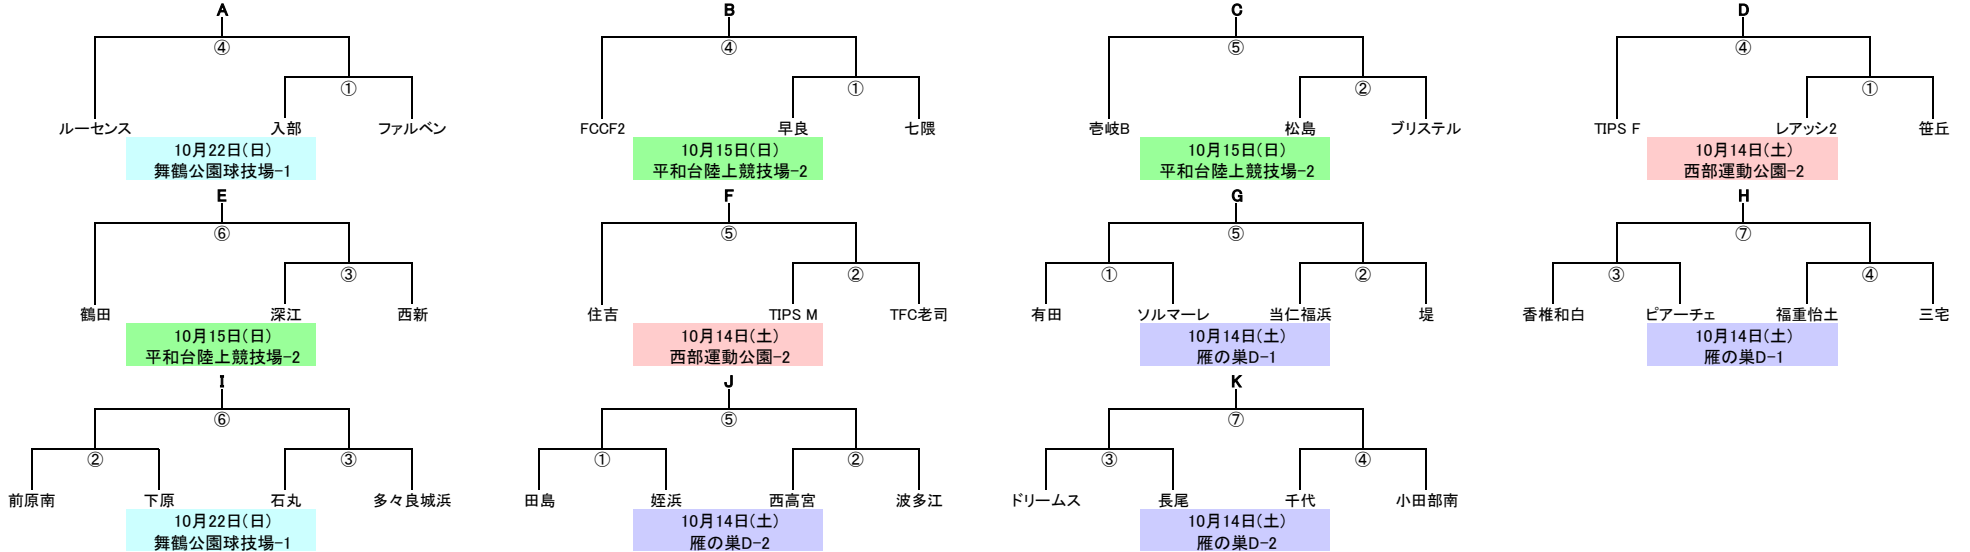 A B C D
④ ④ ⑤ ④
① ① ② ①
ルーセンス 入部 ファルベン FCCF2 早良 七隈 壱岐B 松島 ブリステル TIPS F レアッシ2 笹丘
10月22日(日) 10月15日(日) 10月15日(日) 10月14日(土)
舞鶴公園球技場-1 平和台陸上競技場-2 平和台陸上競技場-2 西部運動公園-2
E F G H
⑥ ⑤ ⑤ ⑦
③ ② ① ② ③ ④
鶴田 深江 西新 住吉 TIPS M TFC老司 有田 ソルマーレ 当仁福浜 堤 香椎和白 ピアーチェ 福重怡土 三宅
10月15日(日) 10月14日(土) 10月14日(土) 10月14日(土)
平和台陸上競技場-2 西部運動公園-2 雁の巣D-1 雁の巣D-1
I J K
⑥ ⑤ ⑦
② ③ ① ② ③ ④
前原南 下原 石丸 多々良城浜 田島 姪浜 西高宮 波多江 ドリームス 長尾 千代 小田部南
10月22日(日) 10月14日(土) 10月14日(土)
舞鶴公園球技場-1 雁の巣D-2 雁の巣D-2